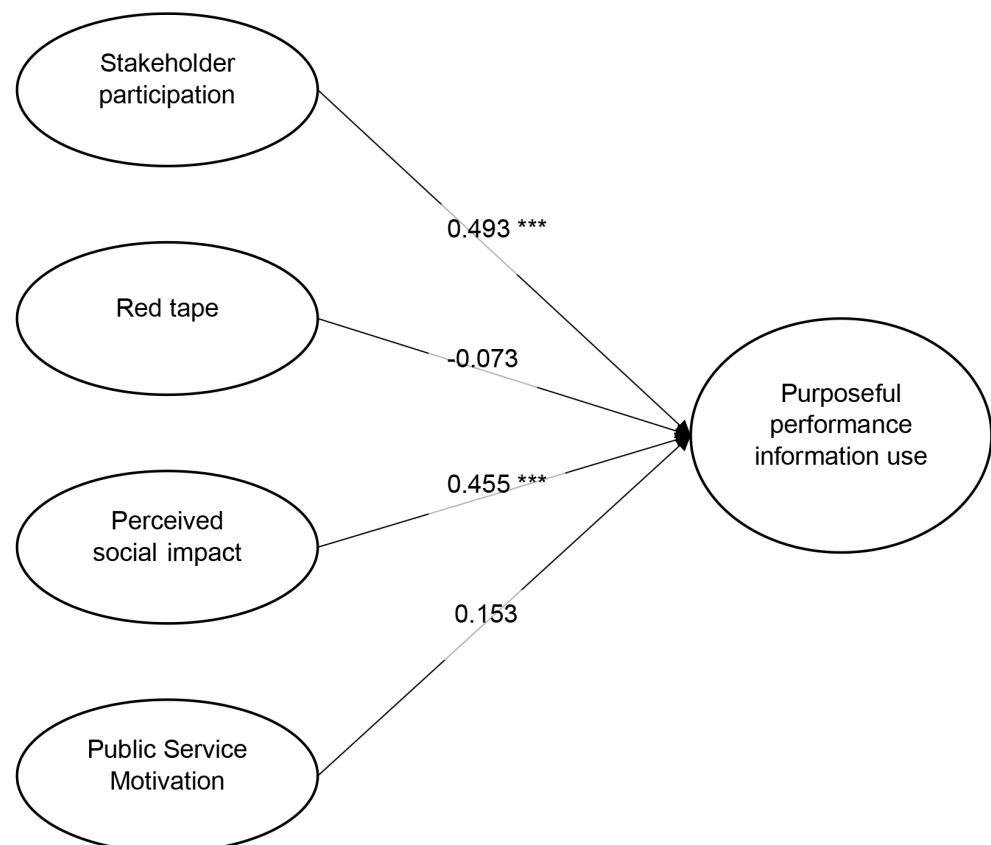 Stakeholder
participation
0.493 ***
Red tape
-0.073
Purposeful
performance
information use
0.455 ***
Perceived
social impact
0.153
Public Service
Motivation